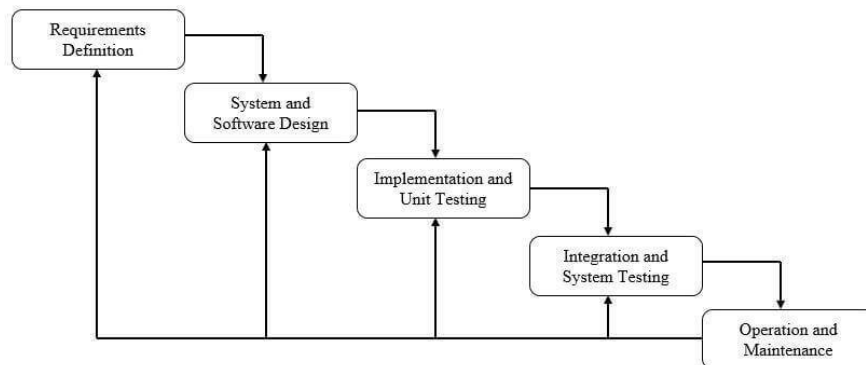 Requirements
Definition
System and
Software Design
Implementation and
Unit Testing
Integration and
System Testing
Operation and
Maintenance